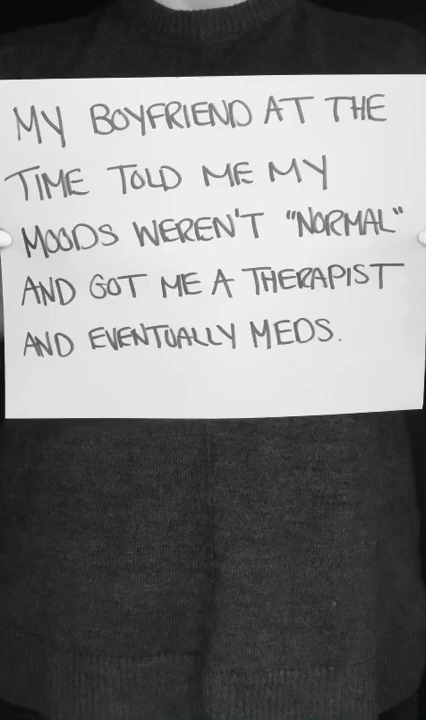 MY BOYFRIEND AT THE
TIME TOLD ME MY
MOODS WEREN'T "NORMAL"
AND GOT ME A THERAPIST
AND EVENTUALLY MEDS.